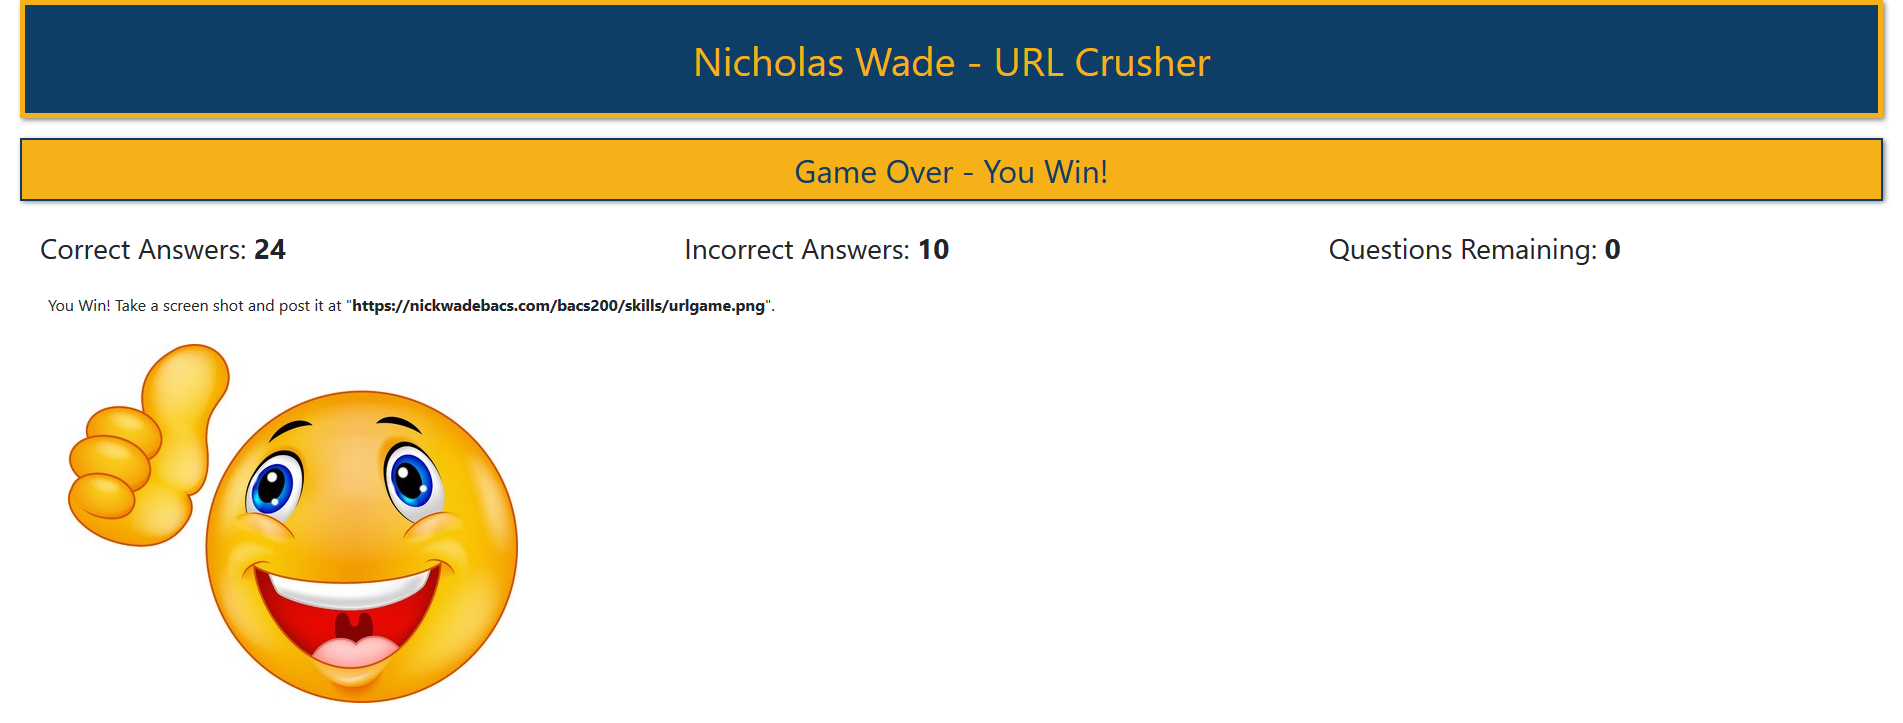 Nicholas Wade - URL Crusher
Game Over - You Win!
Correct Answers: 24
Incorrect Answers: 10
Questions Remaining: 0
You Win! Take a screen shot and post it at "https://nickwadebacs.com/bacs200/skills/urlgame.png".